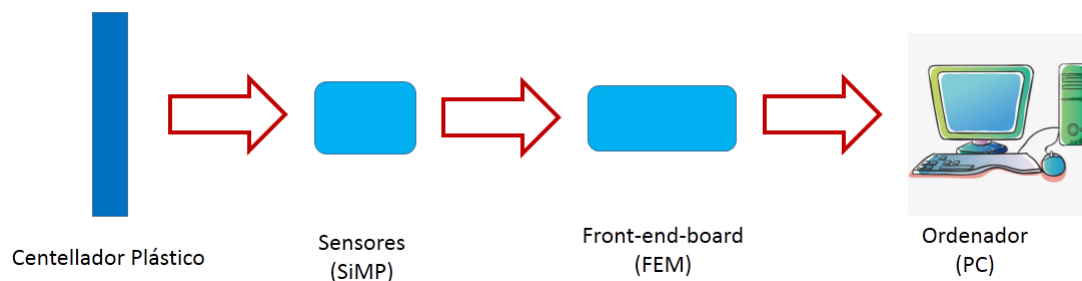 Centellador Plástico
Sensores
(SiMP)
Front-end-board
(FEM)
Ordenador
(PC)